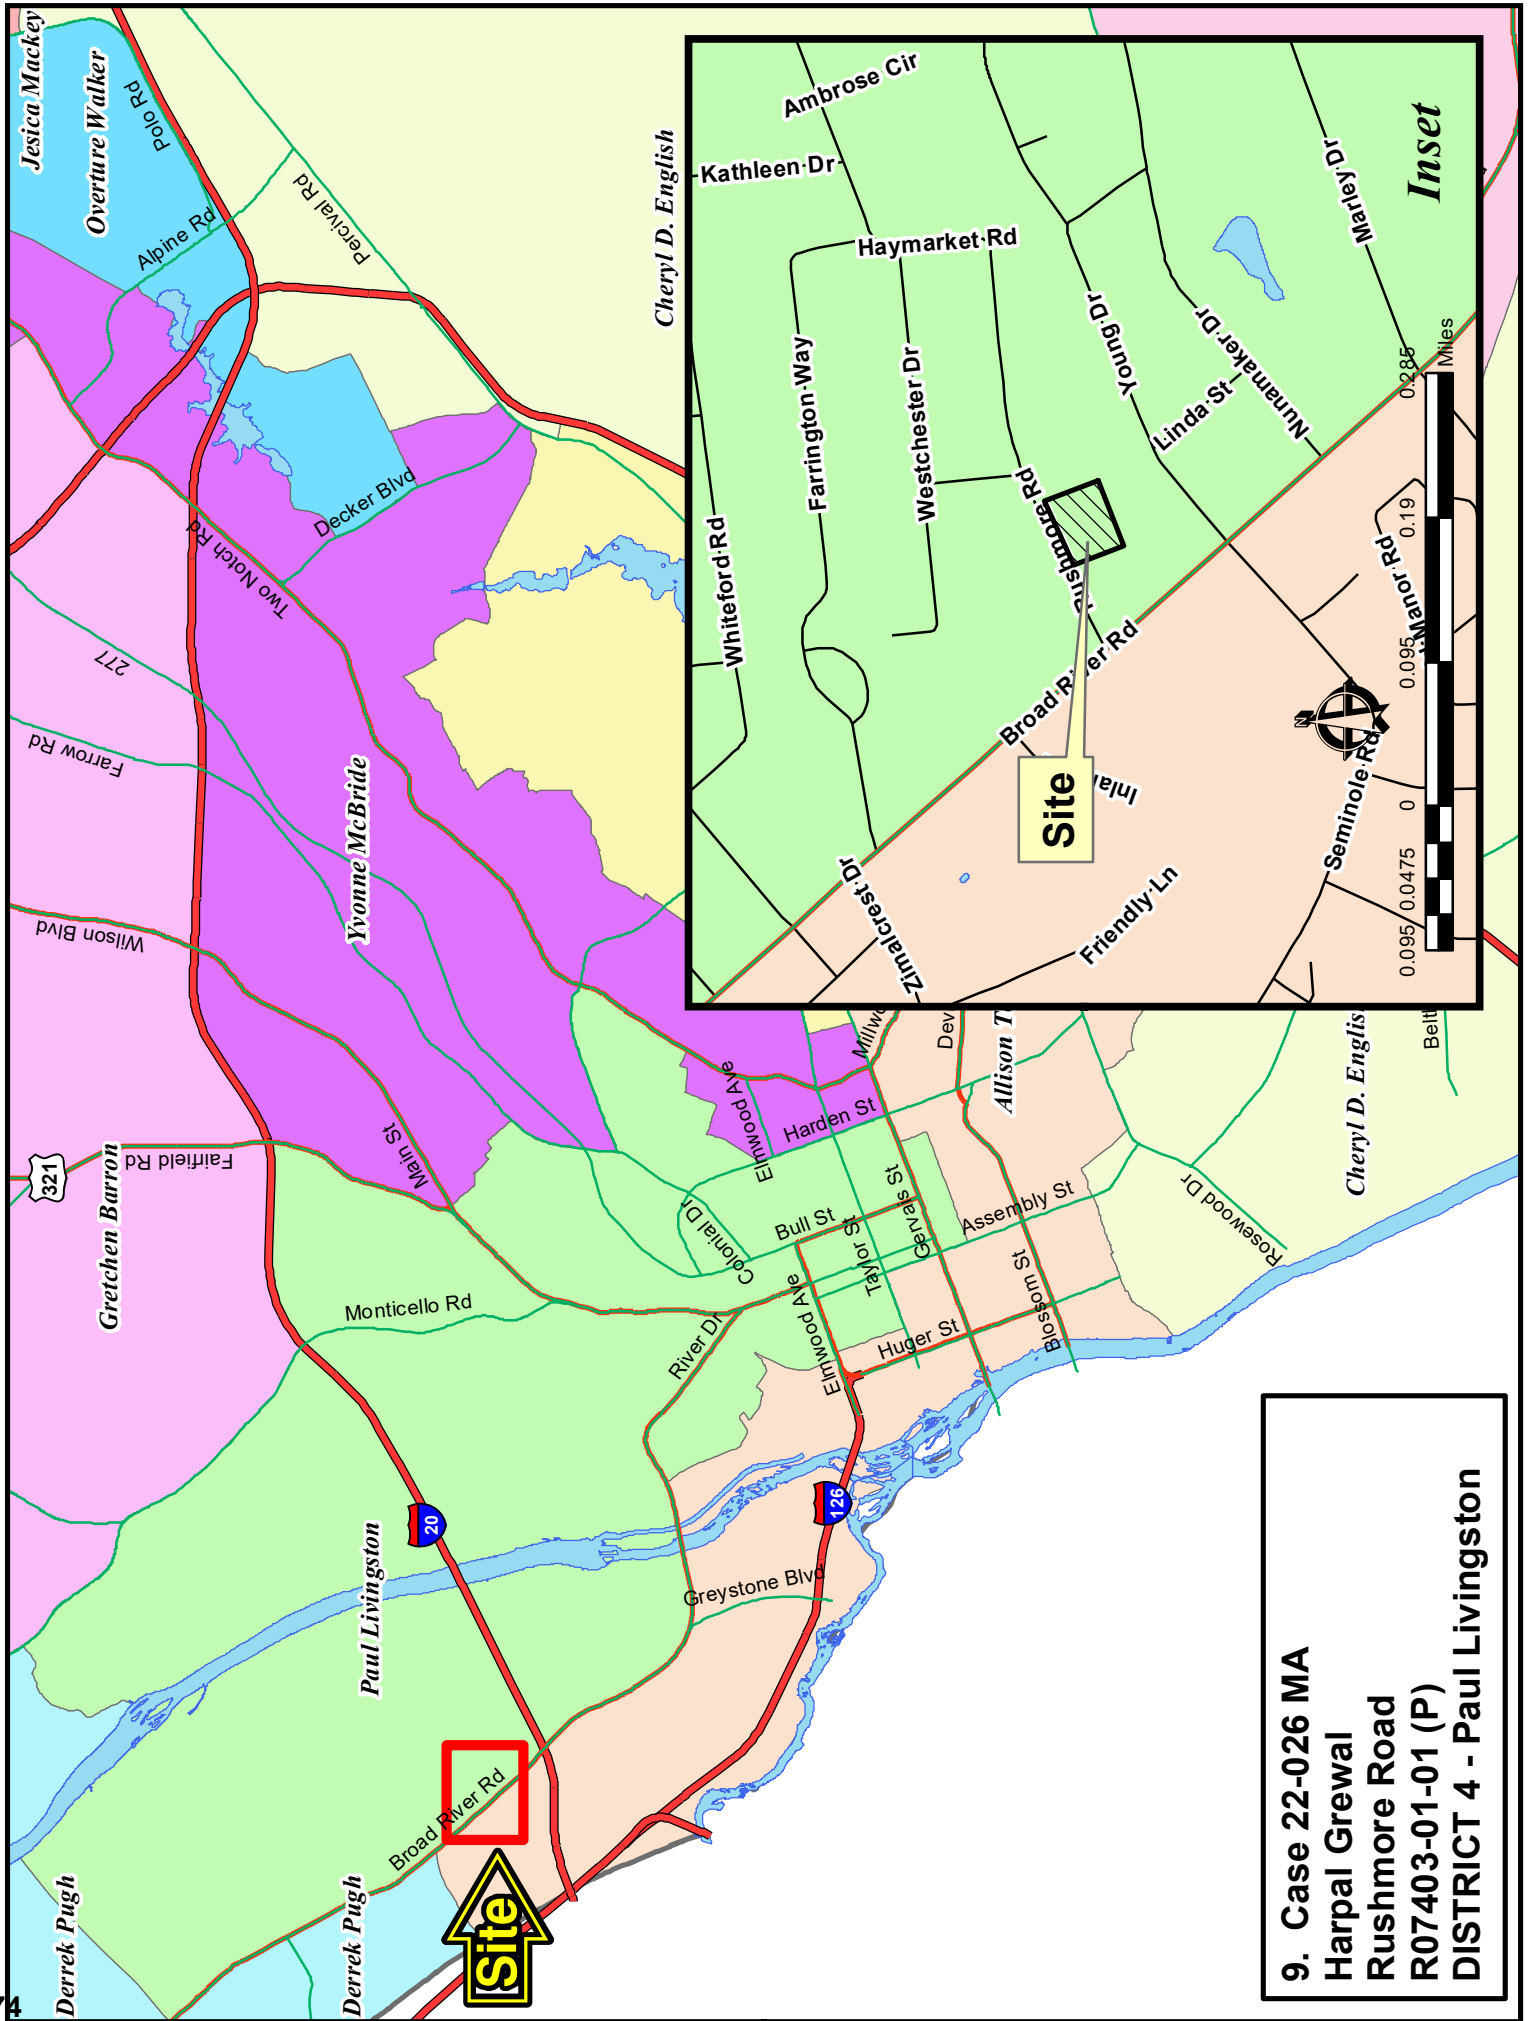 Jesica Mackey
Overture Walker
Polo Rd
Alpine Rd
Percival Rd
Cheryl D. English
Decker Blvd
Two Notch Rd
277
Farrow Rd
Yvonne McBride
Wilson Blvd
Main St
Fairfield Rd
321
Gretchen Barron
Monticello Rd
Colonial Dr
Elmwood Ave
Harden St
Bull St
Taylor St
Gervais St
Assembly St
Elmwood Ave
Huger St
Blossom St
River Dr
Rosewood Dr
Allison T
Cheryl D. English
126
20
Greystone Blvd
Paul Livingston
Broad River Rd
Derrek Pugh
Derrek Pugh
Site
74
Inset
Ambrose Cir
Kathleen Dr
Haymarket Rd
Farrington Way
Westchester Dr
Whiteford Rd
Rushmore Rd
Young Dr
Nunamaker Dr
Linda St
Marley Dr
Broad River Rd
Manor Rd
Seminole Rd
Friendly Ln
Zimalcrest Dr
Site
N
0.095 0.0475 0 0.095 0.19 0.285
Miles
9. Case 22-026 MA
Harpal Grewal
Rushmore Road
R07403-01-01 (P)
DISTRICT 4 - Paul Livingston